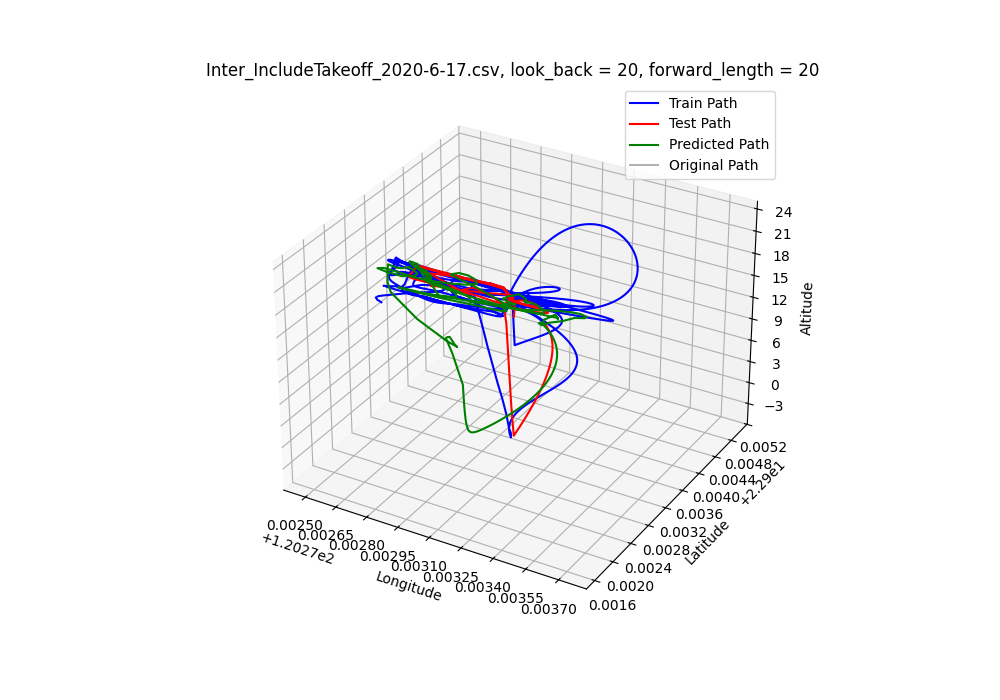 Inter_IncludeTakeoff_2020-6-17.csv, look_back = 20, forward_length = 20
Train Path
Test Path
Predicted Path
Original Path
24
21
18
15
12
9
6
3
0
−3
Altitude
0.0052
0.0048
0.0044
0.0040
0.0036
0.0032
0.0028
0.0024
0.0020
0.0016
+2.29e1
Latitude
0.00250
0.00265
0.00280
0.00295
0.00310
0.00325
0.00340
0.00355
0.00370
+1.2027e2
Longitude